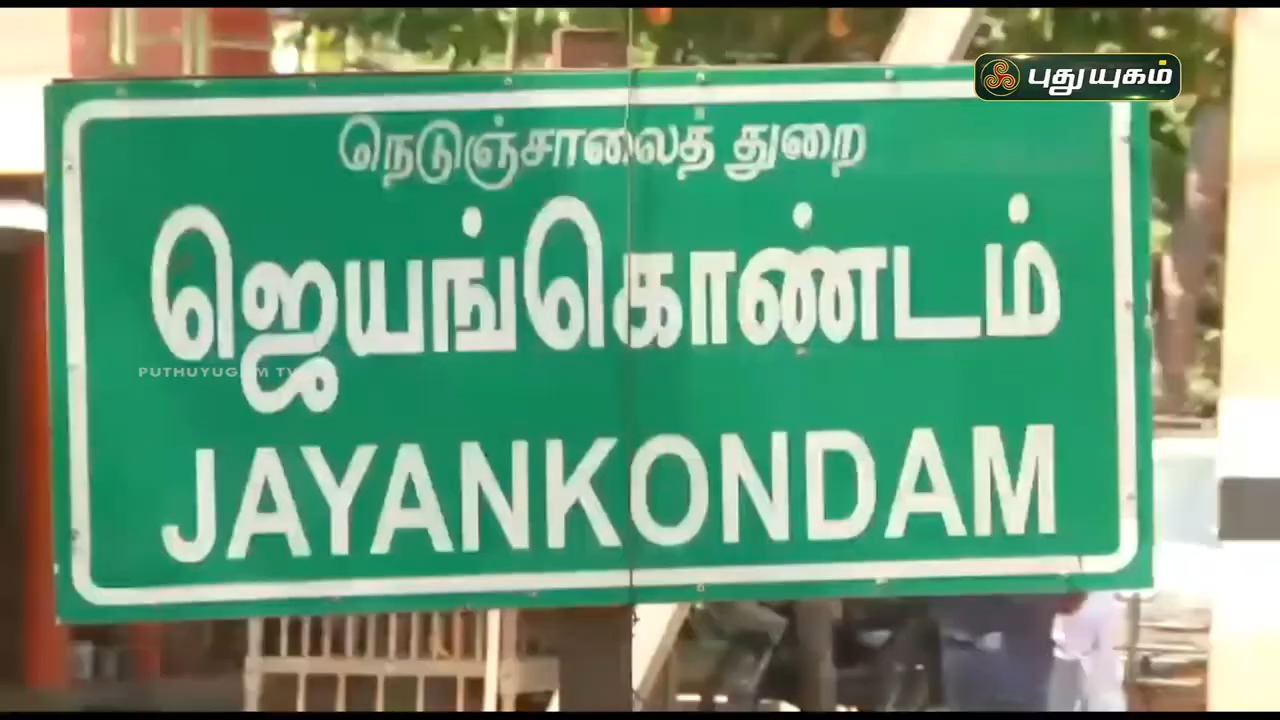 புதுயுகம்
நெடுஞ்சாலைத் துறை
ஜெயங்கொண்டம்
PUTHUYUGAM TV
JAYANKONDAM